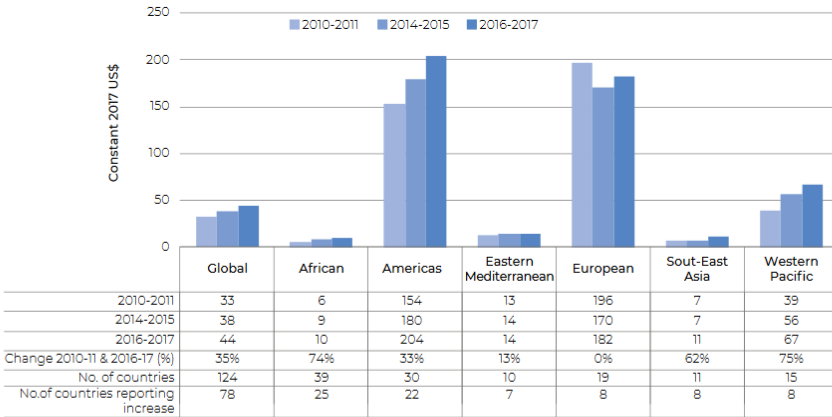 250
2010-2011 2014-2015 2016-2017
200
150
100
50
0
Constant 2017 US$
Global African Americas Eastern Mediterranean European Sout-East Asia Western Pacific
2010-2011 33 6 154 13 196 7 39
2014-2015 38 9 180 14 170 7 56
2016-2017 44 10 204 14 182 11 67
Change 2010-11 & 2016-17 (%) 35% 74% 33% 13% 0% 62% 75%
No. of countries 124 39 30 10 19 11 15
No.of countries reporting increase 78 25 22 7 8 8 8